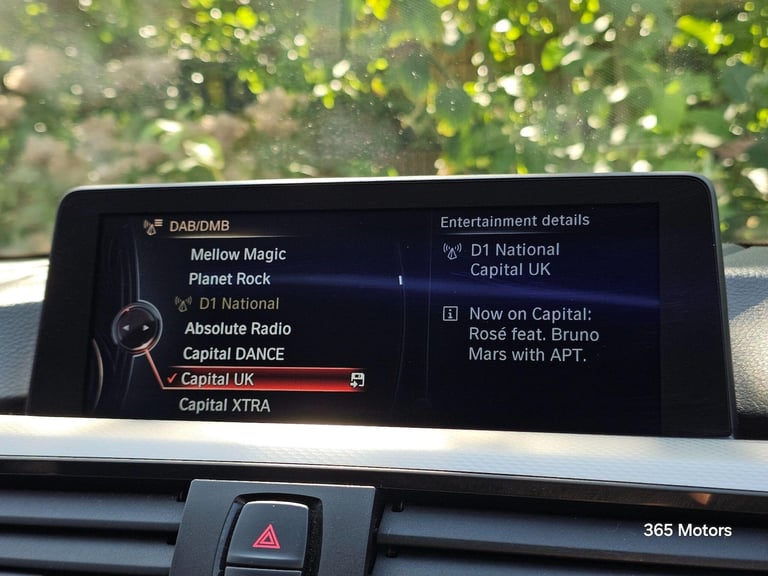 DAB/DMB
Mellow Magic
Planet Rock
D1 National
Absolute Radio
Capital DANCE
Capital UK
Capital XTRA
Entertainment details
D1 National
Capital UK
Now on Capital:
Rosé feat. Bruno
Mars with APT.
365 Motors